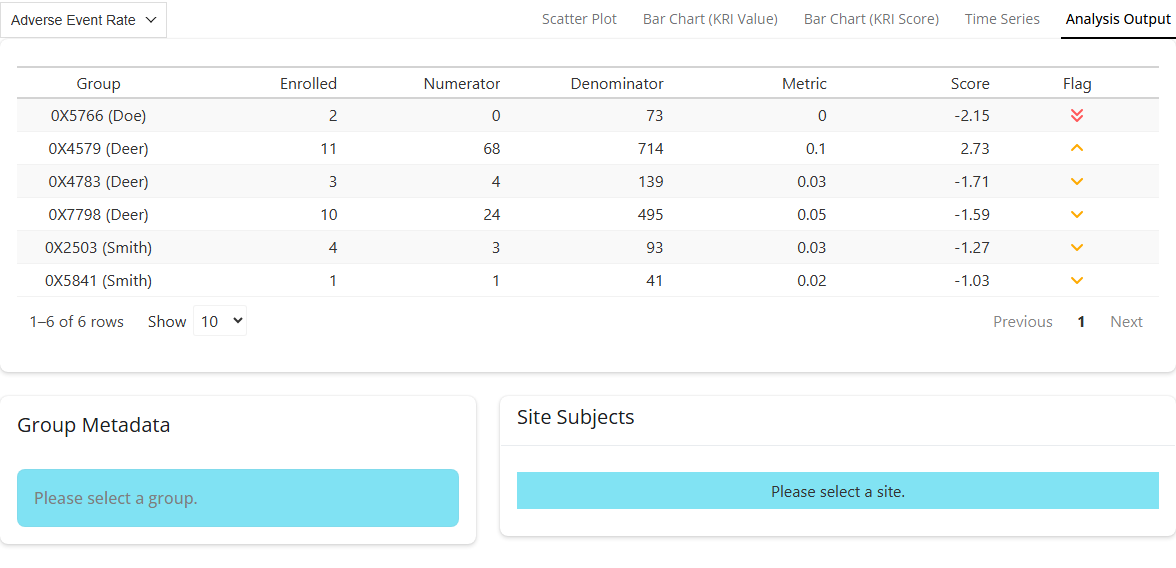 Adverse Event Rate
Scatter Plot Bar Chart (KRI Value) Bar Chart (KRI Score) Time Series Analysis Output
Group Enrolled Numerator Denominator Metric Score Flag
0X5766 (Doe) 2 0 73 0 -2.15
0X4579 (Deer) 11 68 714 0.1 2.73
0X4783 (Deer) 3 4 139 0.03 -1.71
0X7798 (Deer) 10 24 495 0.05 -1.59
0X2503 (Smith) 4 3 93 0.03 -1.27
0X5841 (Smith) 1 1 41 0.02 -1.03
1–6 of 6 rows Show 10 Previous 1 Next
Group Metadata
Please select a group.
Site Subjects
Please select a site.